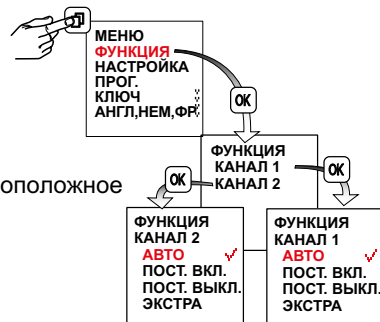 МЕНЮ
ФУНКЦИЯ
НАСТРОЙКА
ПРОГ.
КЛЮЧ
АНГЛ,НЕМ,ФР
OK
ФУНКЦИЯ
КАНАЛ 1
КАНАЛ 2
OK
OK
оположное
ФУНКЦИЯ
КАНАЛ 2
АВТО
ПОСТ. ВКЛ.
ПОСТ. ВЫКЛ.
ЭКСТРА
ФУНКЦИЯ
КАНАЛ 1
АВТО
ПОСТ. ВКЛ.
ПОСТ. ВЫКЛ.
ЭКСТРА